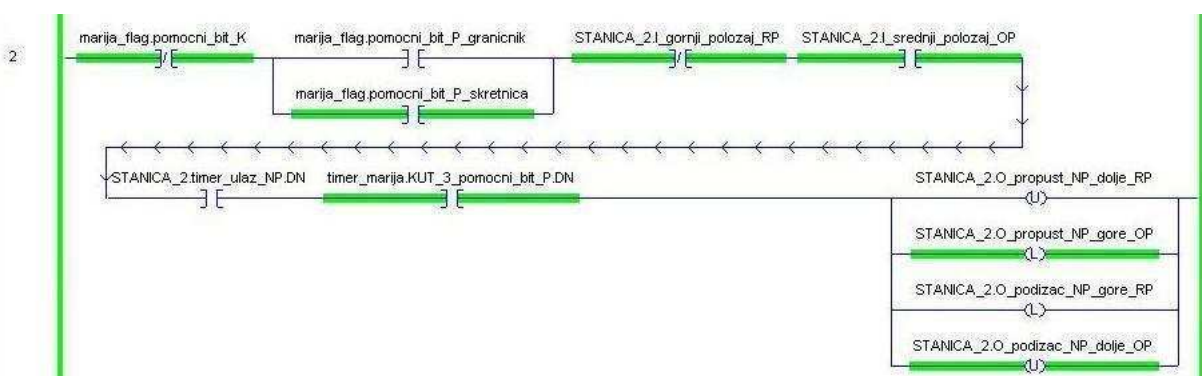 marija_flag.pomocni_bit_K marija_flag.pomocni_bit_P_granicnik STANICA_2.I_gornji_polozaj_RP STANICA_2.I_srednji_polozaj_OP
2
marija_flag.pomocni_bit_P_skretnica
STANICA_2.timer_ulaz_NP.DN timer_marija.KUT_3_pomocni_bit_P.DN STANICA_2.O_propust_NP_dolje_RP
U
STANICA_2.O_propust_NP_gore_OP
L
STANICA_2.O_podizac_NP_gore_RP
L
STANICA_2.O_podizac_NP_dolje_OP
U